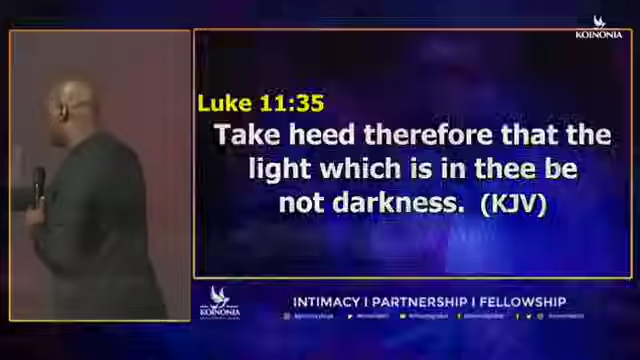 KOINONIA
Luke 11:35
Take heed therefore that the
light which is in thee be
not darkness. (KJV)
KOINONIA
INTIMACY I PARTNERSHIP I FELLOWSHIP